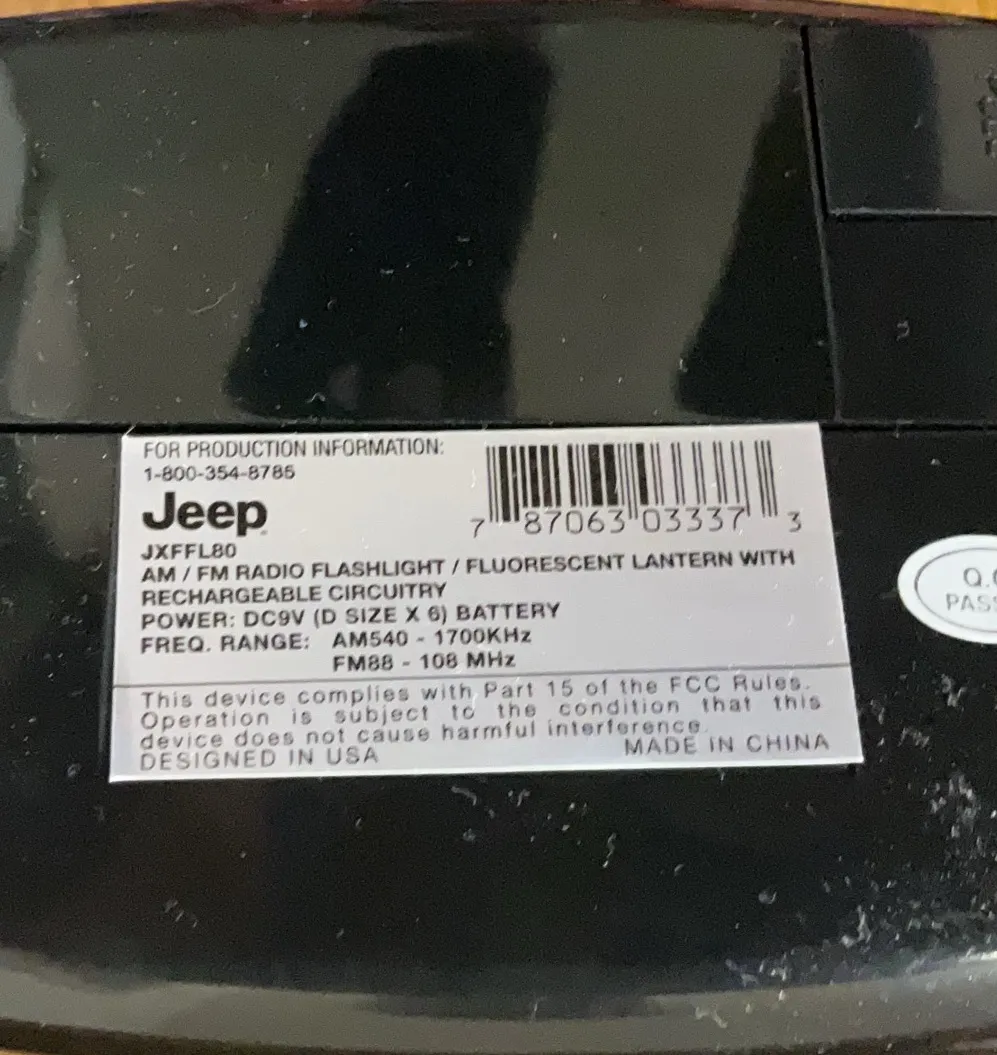 FOR PRODUCTION INFORMATION:
1-800-354-8785
Jeep
7 87063 03337 3
JXFFL80
AM / FM RADIO FLASHLIGHT / FLUORESCENT LANTERN WITH
RECHARGEABLE CIRCUITRY
POWER: DC9V (D SIZE X 6) BATTERY
FREQ. RANGE: AM540 - 1700KHz
FM88 - 108 MHz
This device complies with Part 15 of the FCC Rules.
Operation is subject to the condition that this
device does not cause harmful interference.
DESIGNED IN USA MADE IN CHINA
Q.
PASS